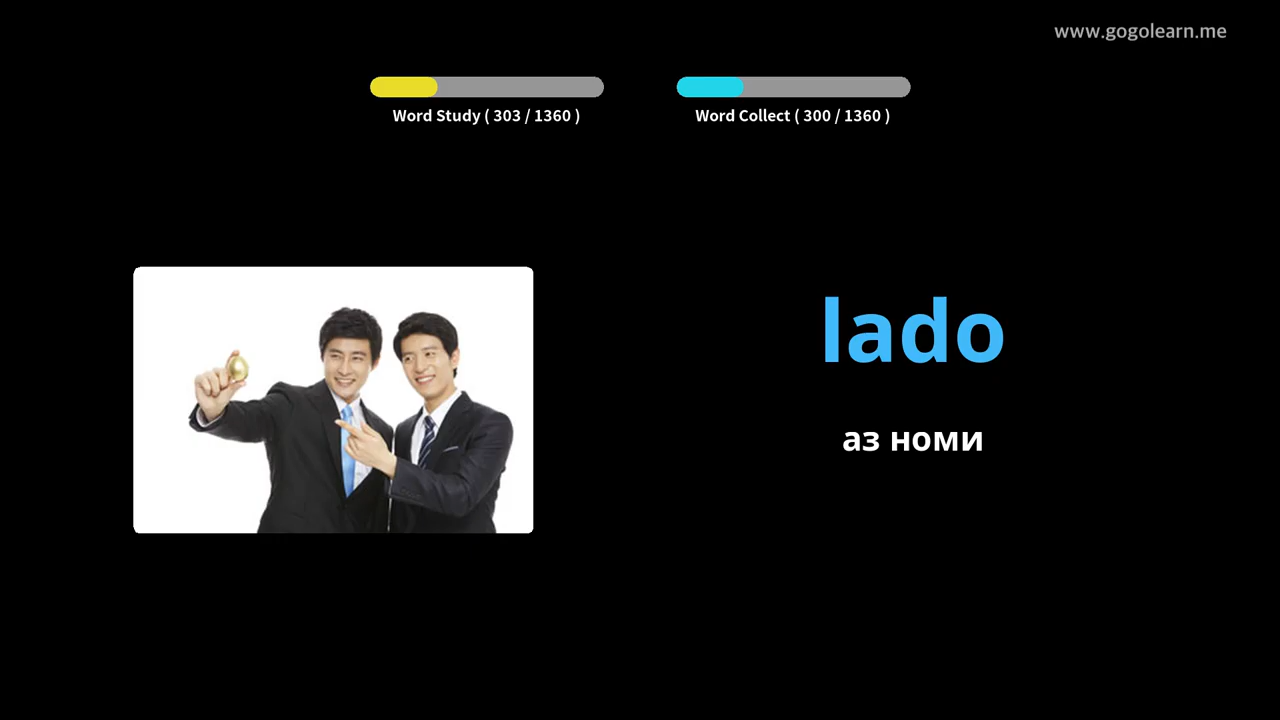 www.gogolearn.me
Word Study ( 303 / 1360 )
Word Collect ( 300 / 1360 )
lado
аз номи